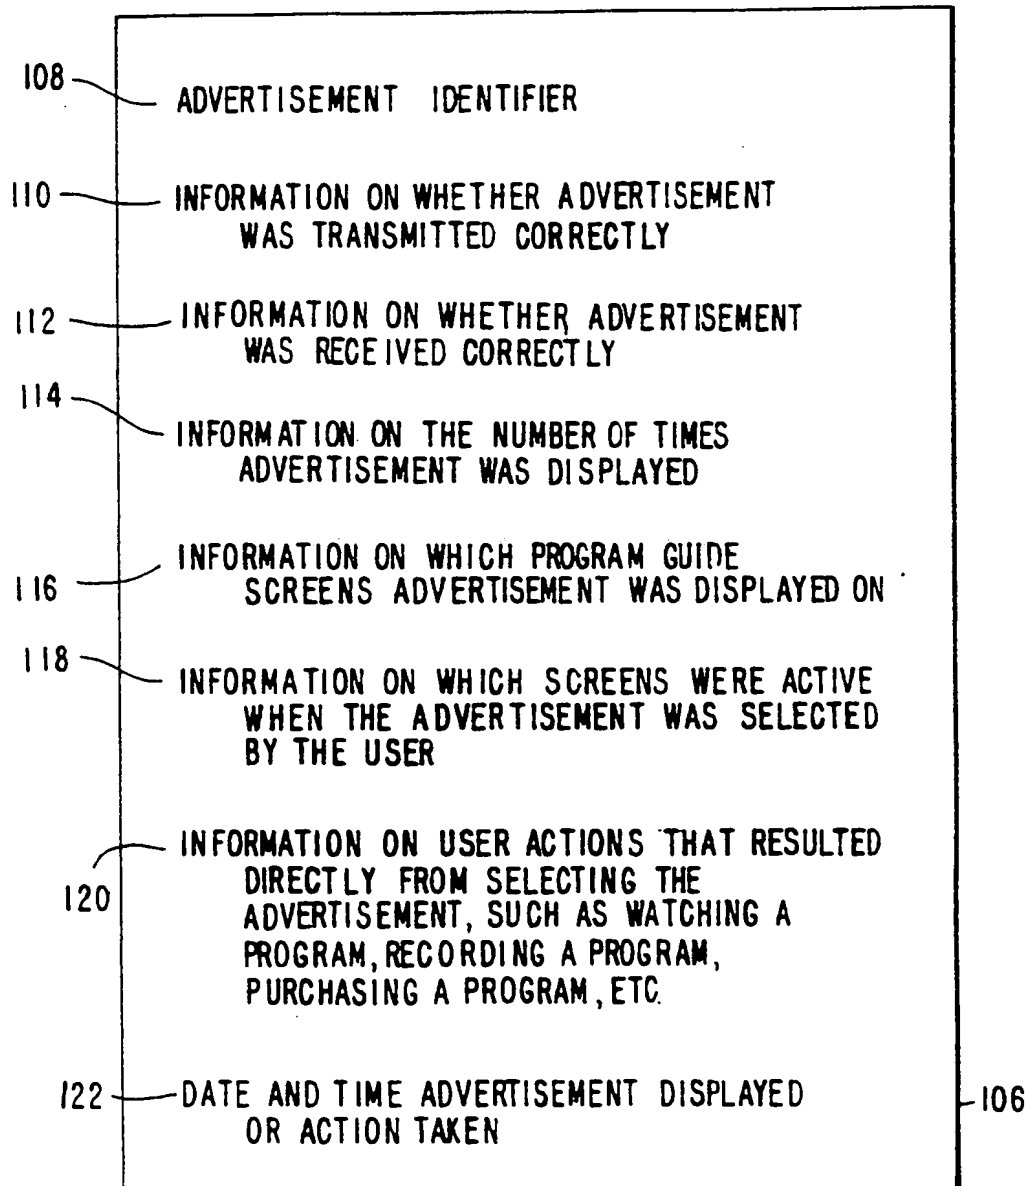 108
ADVERTISEMENT IDENTIFIER
110
INFORMATION ON WHETHER ADVERTISEMENT
WAS TRANSMITTED CORRECTLY
112
INFORMATION ON WHETHER ADVERTISEMENT
WAS RECEIVED CORRECTLY
114
INFORMATION ON THE NUMBER OF TIMES
ADVERTISEMENT WAS DISPLAYED
116
INFORMATION ON WHICH PROGRAM GUIDE
SCREENS ADVERTISEMENT WAS DISPLAYED ON
118
INFORMATION ON WHICH SCREENS WERE ACTIVE
WHEN THE ADVERTISEMENT WAS SELECTED
BY THE USER
120
INFORMATION ON USER ACTIONS THAT RESULTED
DIRECTLY FROM SELECTING THE
ADVERTISEMENT, SUCH AS WATCHING A
PROGRAM, RECORDING A PROGRAM,
PURCHASING A PROGRAM, ETC.
122
DATE AND TIME ADVERTISEMENT DISPLAYED
OR ACTION TAKEN
106